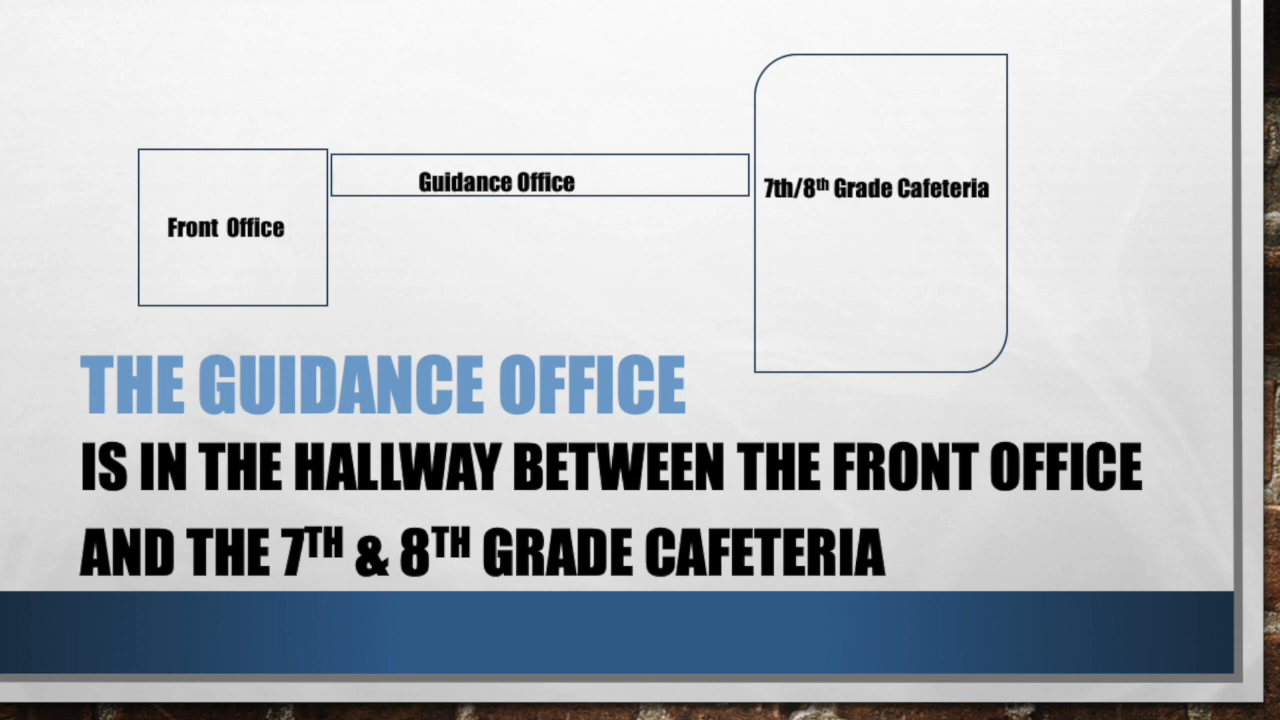 Guidance Office
7th/8th Grade Cafeteria
Front Office
THE GUIDANCE OFFICE
IS IN THE HALLWAY BETWEEN THE FRONT OFFICE
AND THE 7TH & 8TH GRADE CAFETERIA